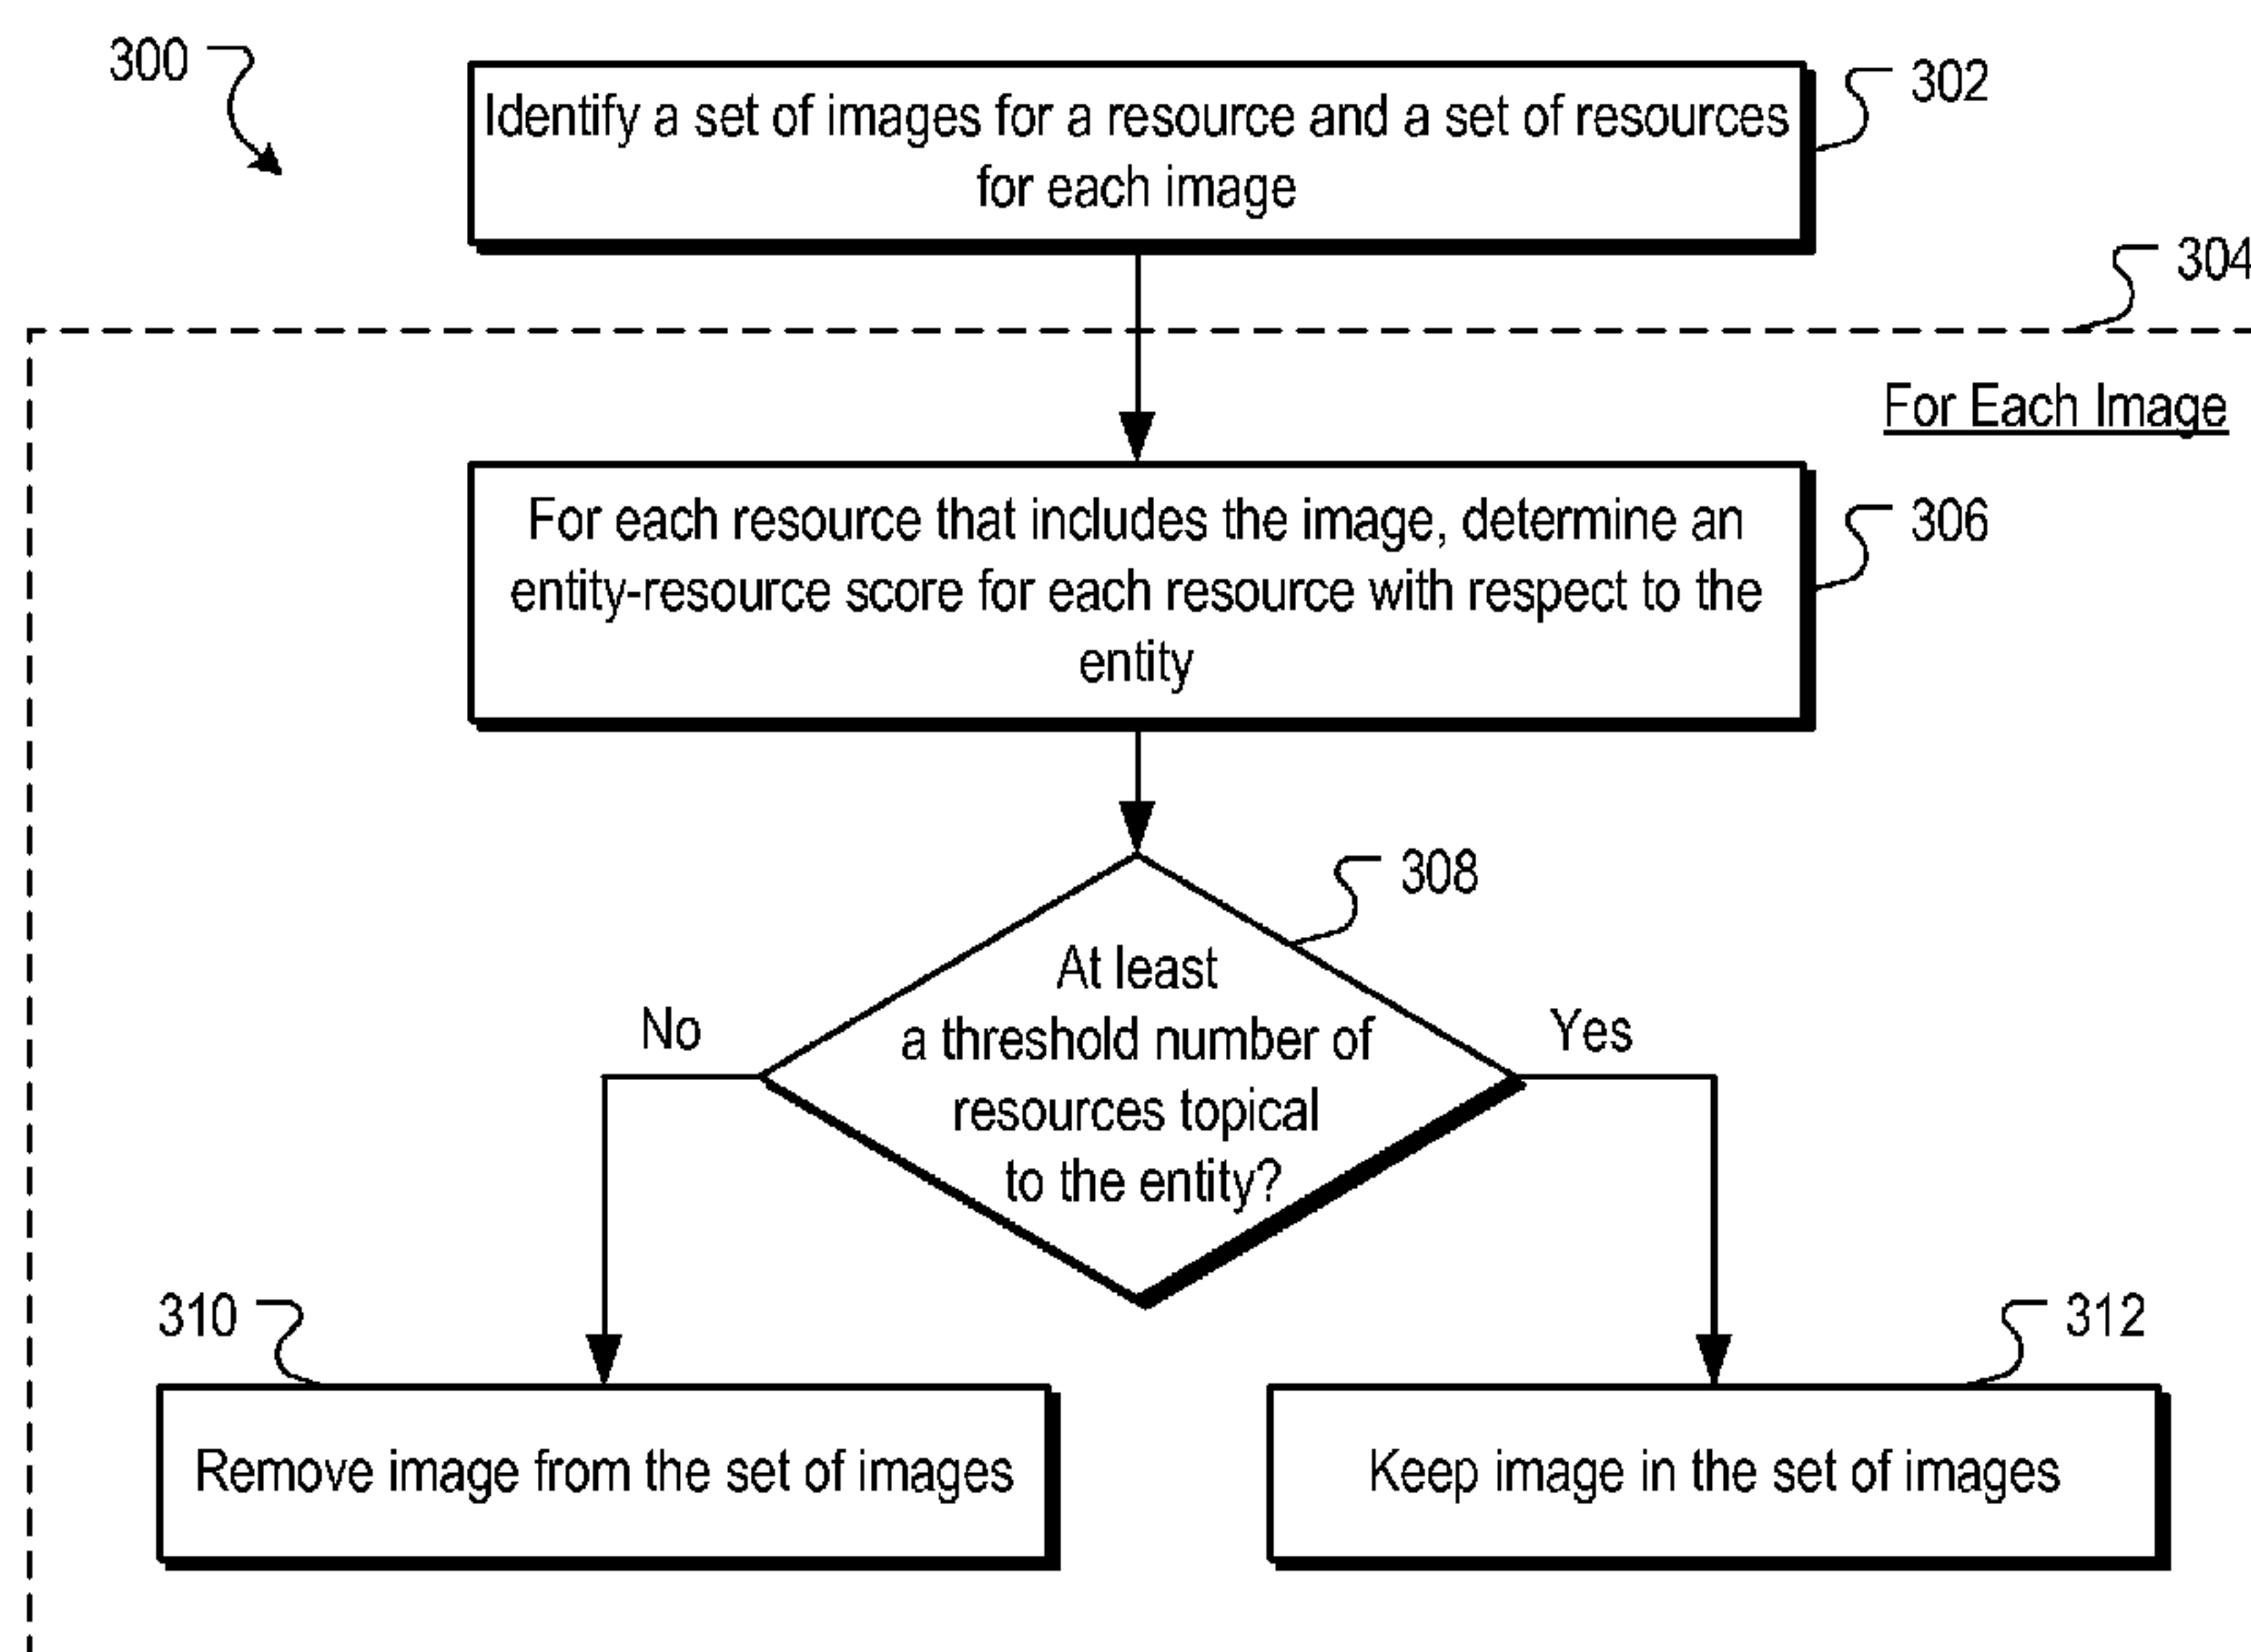 300
302
Identify a set of images for a resource and a set of resources
for each image
304
For Each Image
306
For each resource that includes the image, determine an
entity-resource score for each resource with respect to the
entity
308
At least
a threshold number of
resources topical
to the entity?
No
Yes
310
312
Remove image from the set of images
Keep image in the set of images